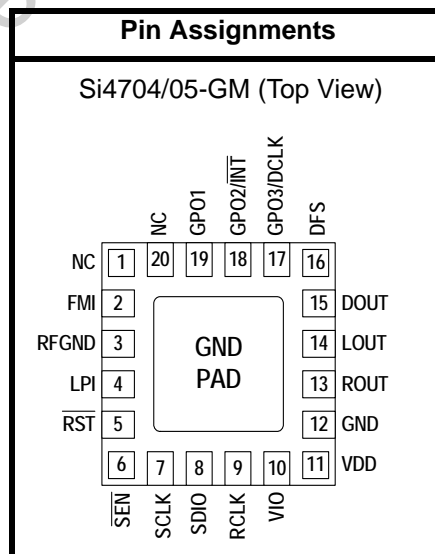 Pin Assignments
Si4704/05-GM (Top View)
NC
GPO1
GPO2/INT
GPO3/DCLK
DFS
NC 1 20 19 18 17 16
FMI 2 15 DOUT
RFGND 3 GND 14 LOUT
LPI 4 PAD 13 ROUT
RST 5 12 GND
6 7 8 9 10 11 VDD
SEN
SCLK
SDIO
RCLK
VIO